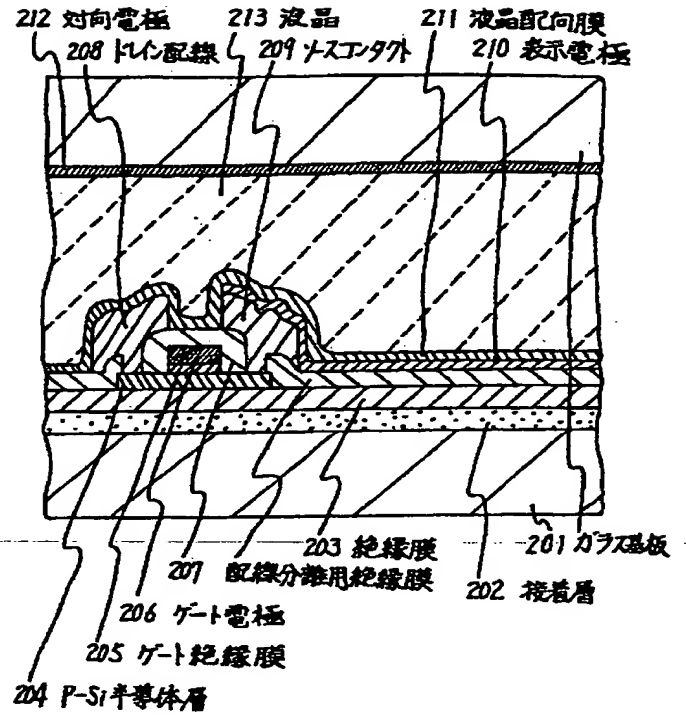 212 対向電極 213 液晶 211 液晶配向膜
208 ドレイン配線 209 ソースコンタクト 210 表示電極
203 絶縁膜 201 ガラス基板
207 配線分離用絶縁膜 202 接着層
206 ゲート電極
205 ゲート絶縁膜
204 P-Si半導体層